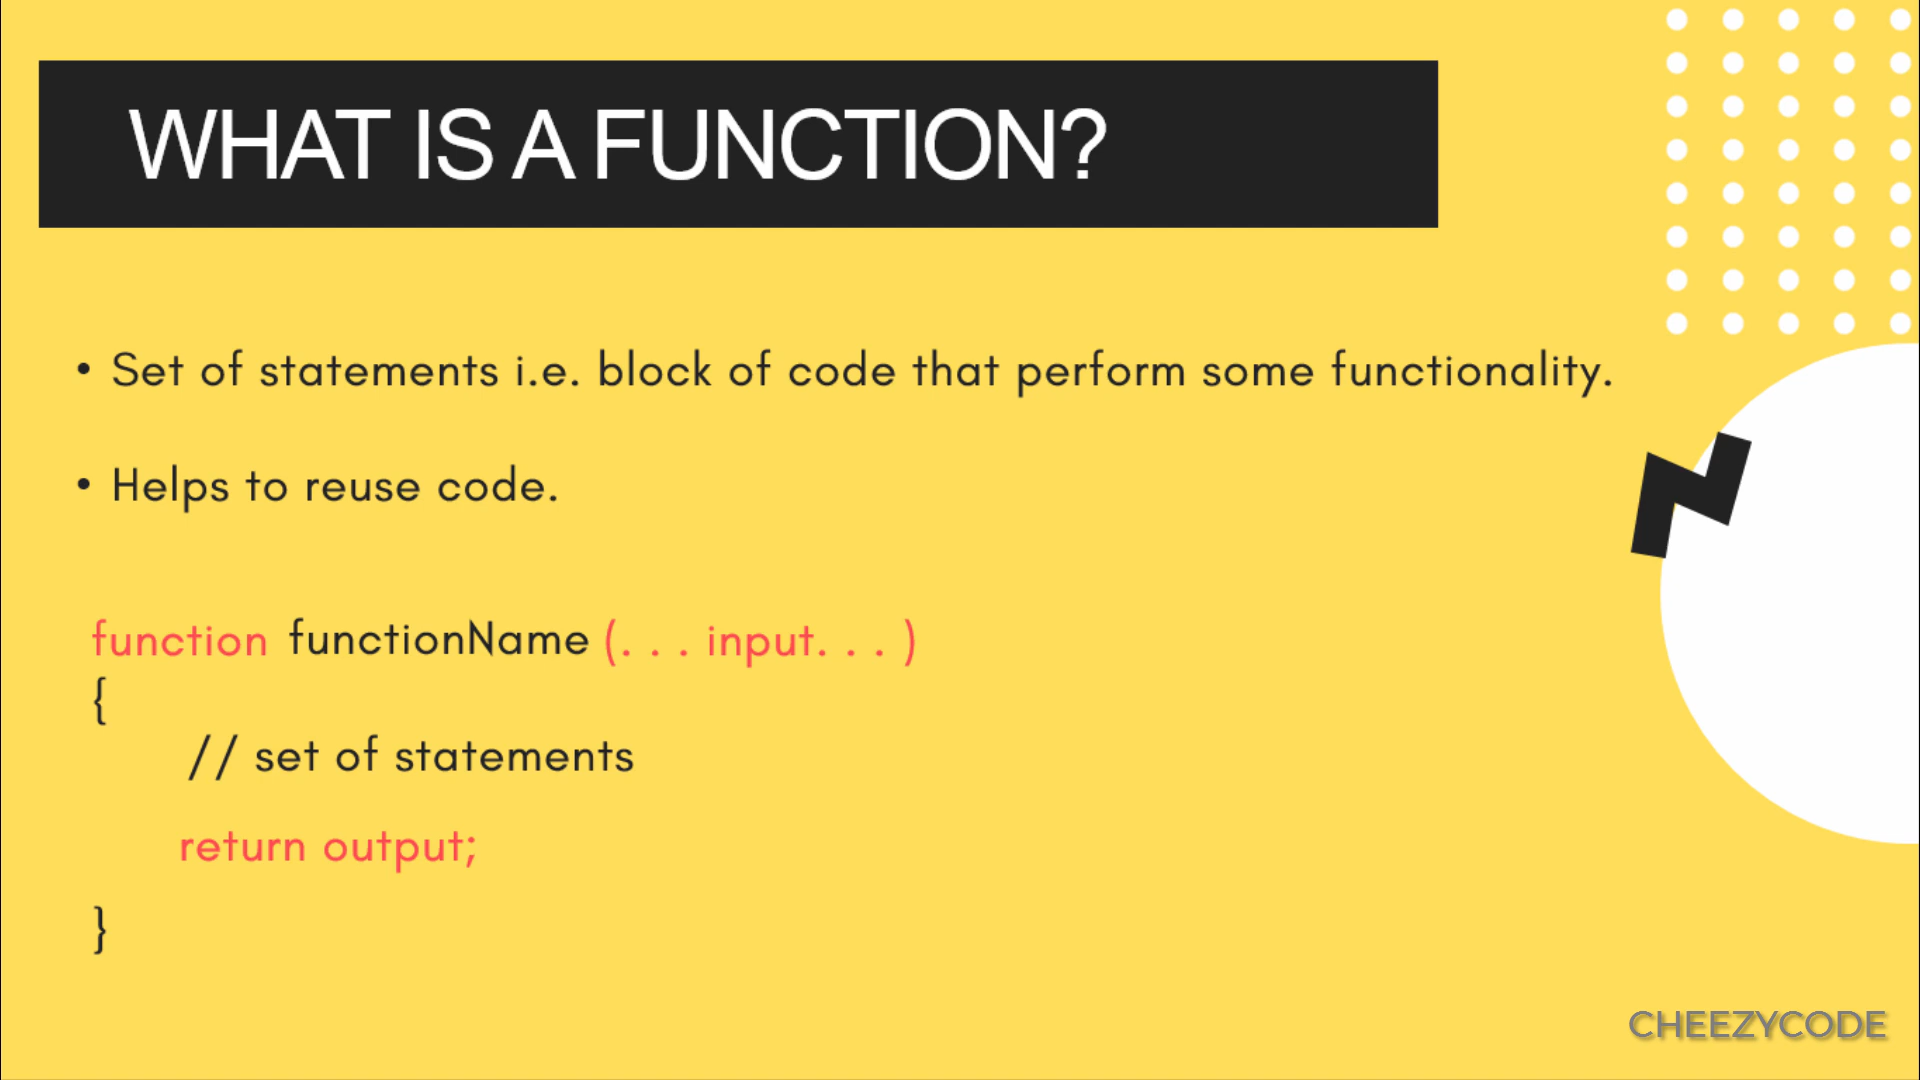 WHAT IS A FUNCTION?
• Set of statements i.e. block of code that perform some functionality.
• Helps to reuse code.
function functionName (. . . input. . . )
{
// set of statements
return output;
}
CHEEZYCODE